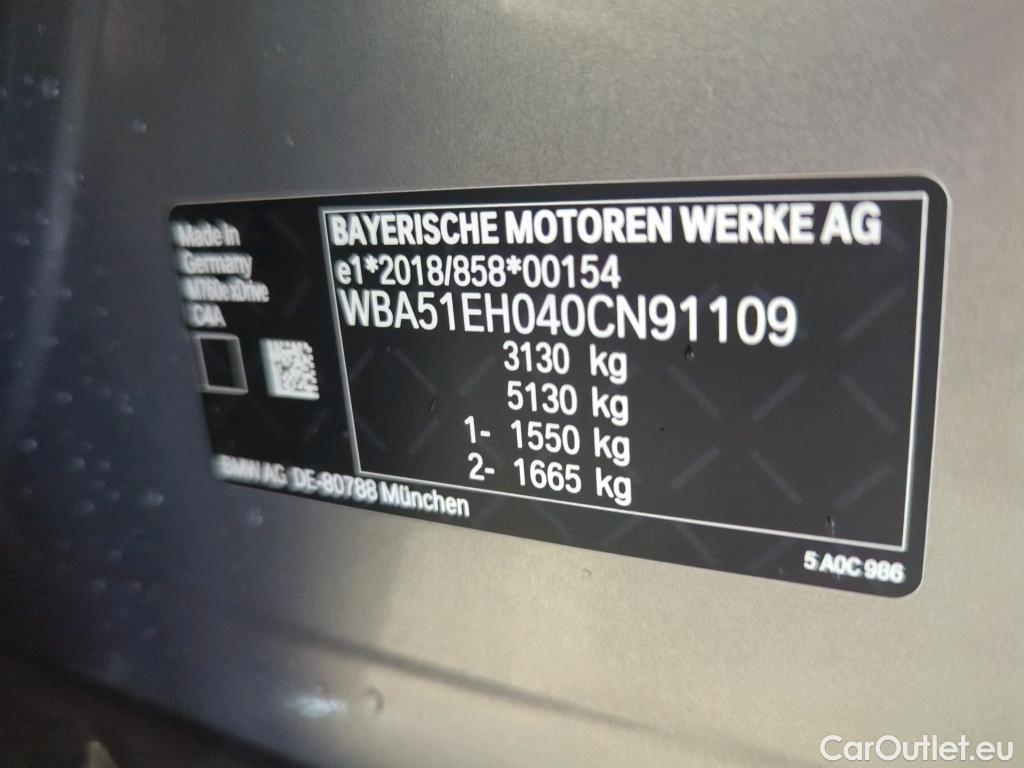 Made in
Germany
M760e xDrive
BAYERISCHE MOTOREN WERKE AG
e1*2018/858*00154
WBA51EH040CN91109
3130 kg
5130 kg
1- 1550 kg
2- 1665 kg
BMW AG DE-80788 München
5 A0C 986
CarOutlet.eu